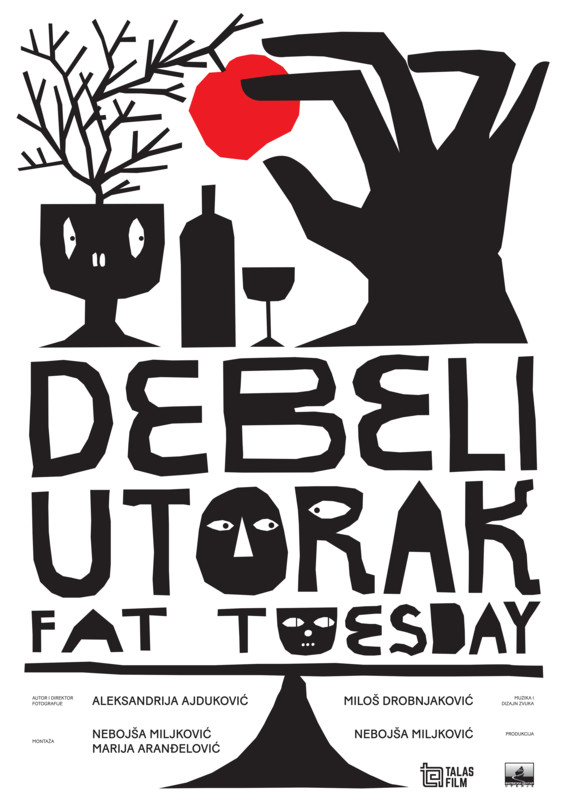 DEBELI
UTORAK
FAT TUESDAY
AUTOR I DIREKTOR
FOTOGRAFIJE
ALEKSANDRIJA AJDUKOVIĆ
MILOŠ DROBNJAKOVIĆ
MUZIKA I
DIZAJN ZVUKA
MONTAŽA
NEBOJŠA MILJKOVIĆ
MARIJA ARANĐELOVIĆ
NEBOJŠA MILJKOVIĆ
PRODUKCIJA
TALAS
FILM